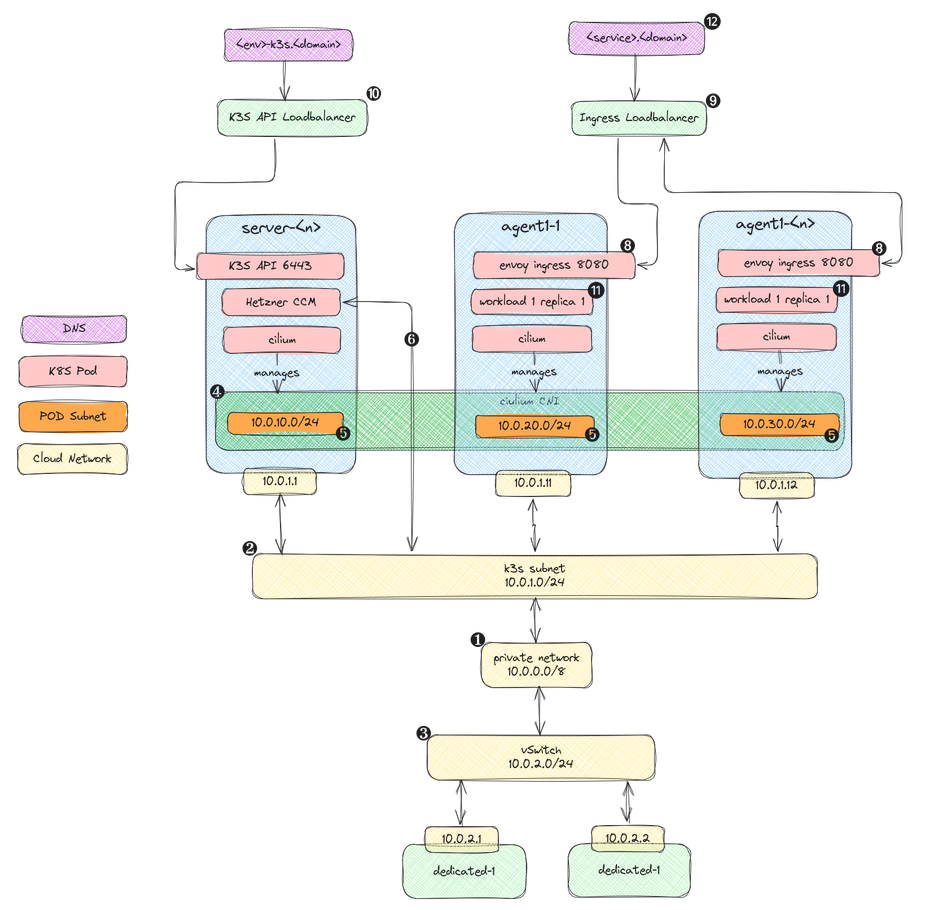 <env>-k3s.<domain>
<service>.<domain>
12
K3S API Loadbalancer
10
Ingress Loadbalancer
9
server-<n>
agent1-1
agent1-<n>
K3S API 6443
envoy ingress 8080
8
envoy ingress 8080
8
Hetzner CCM
workload 1 replica 1
11
workload 1 replica 1
11
cilium
6
cilium
cilium
manages
manages
manages
4
ciulium CNI
10.0.10.0/24
5
10.0.20.0/24
5
10.0.30.0/24
5
DNS
K8S Pod
POD Subnet
Cloud Network
10.0.1.1
10.0.1.11
10.0.1.12
2
k3s subnet
10.0.1.0/24
1
private network
10.0.0.0/8
3
vSwitch
10.0.2.0/24
10.0.2.1
10.0.2.2
dedicated-1
dedicated-1